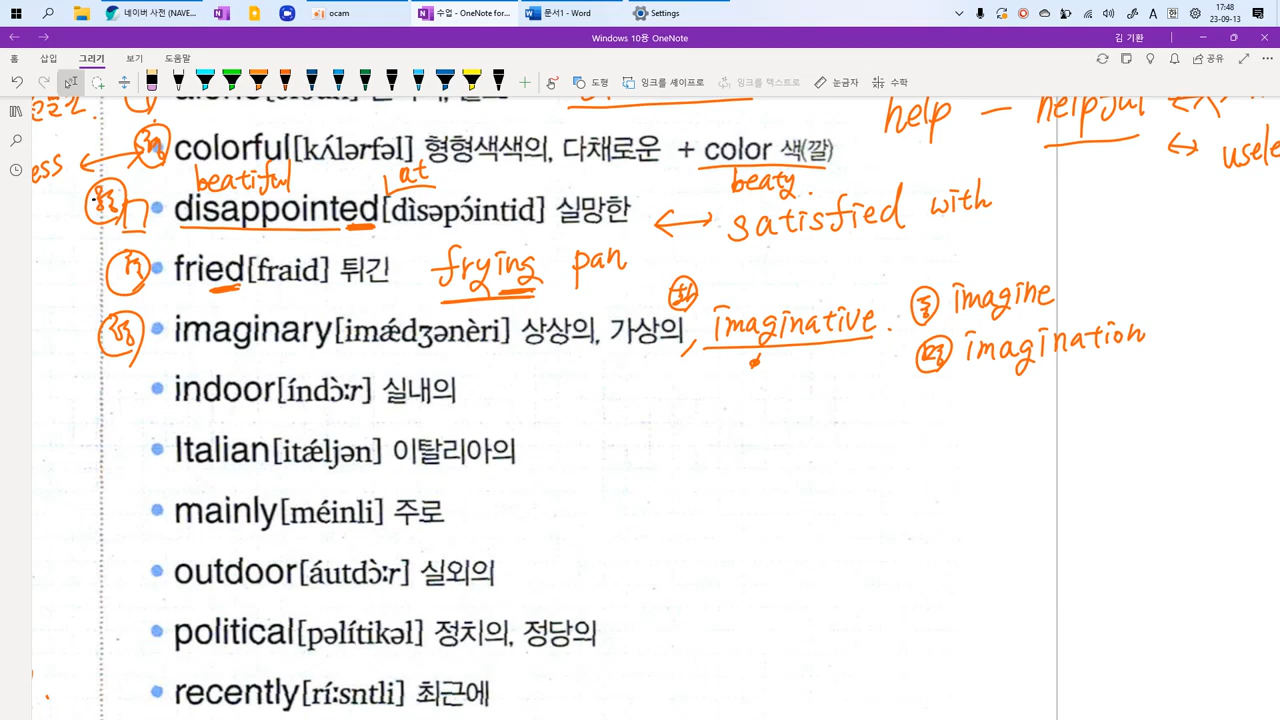 네이버 사전 (NAVE...
ocam
수업 - OneNote for...
문서1 - Word
Settings
17:48
23-09-13
Windows 10용 OneNote
김 기환
홈 삽입 그리기 보기 도움말
공유
도형 잉크를 셰이프로 잉크를 텍스트로 눈금자 수학
help — helpful
colorful[kʎlərfəl] 형형색색의, 다채로운 + color 색(깔)
ess beatiful at beaty. ↔ usele
disappointed[dìsəpɔ́intid] 실망한 ↔ satisfied with
fried[fraid] 튀긴 frying pan
imaginary[imǽdʒənèri] 상상의, 가상의, imaginative. imagine
imagination
indoor[índɔ̀ːr] 실내의
Italian[itǽljən] 이탈리아의
mainly[méinli] 주로
outdoor[áutdɔ̀ːr] 실외의
political[pəlítikəl] 정치의, 정당의
recently[ríːsntli] 최근에